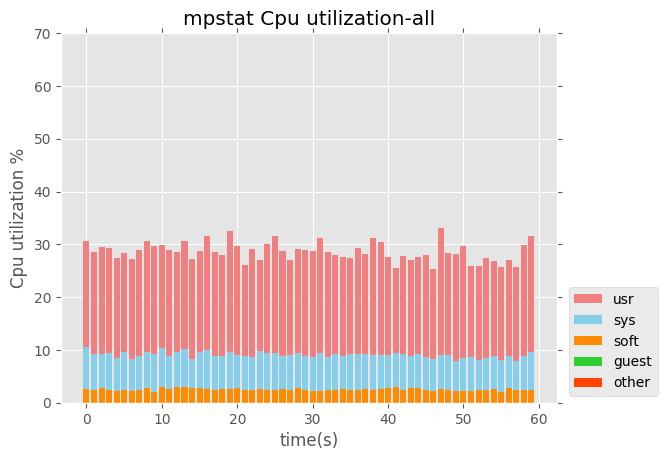 mpstat Cpu utilization-all
70
60
50
40
30
20
10
0
Cpu utilization %
0 10 20 30 40 50 60
time(s)
usr
sys
soft
guest
other